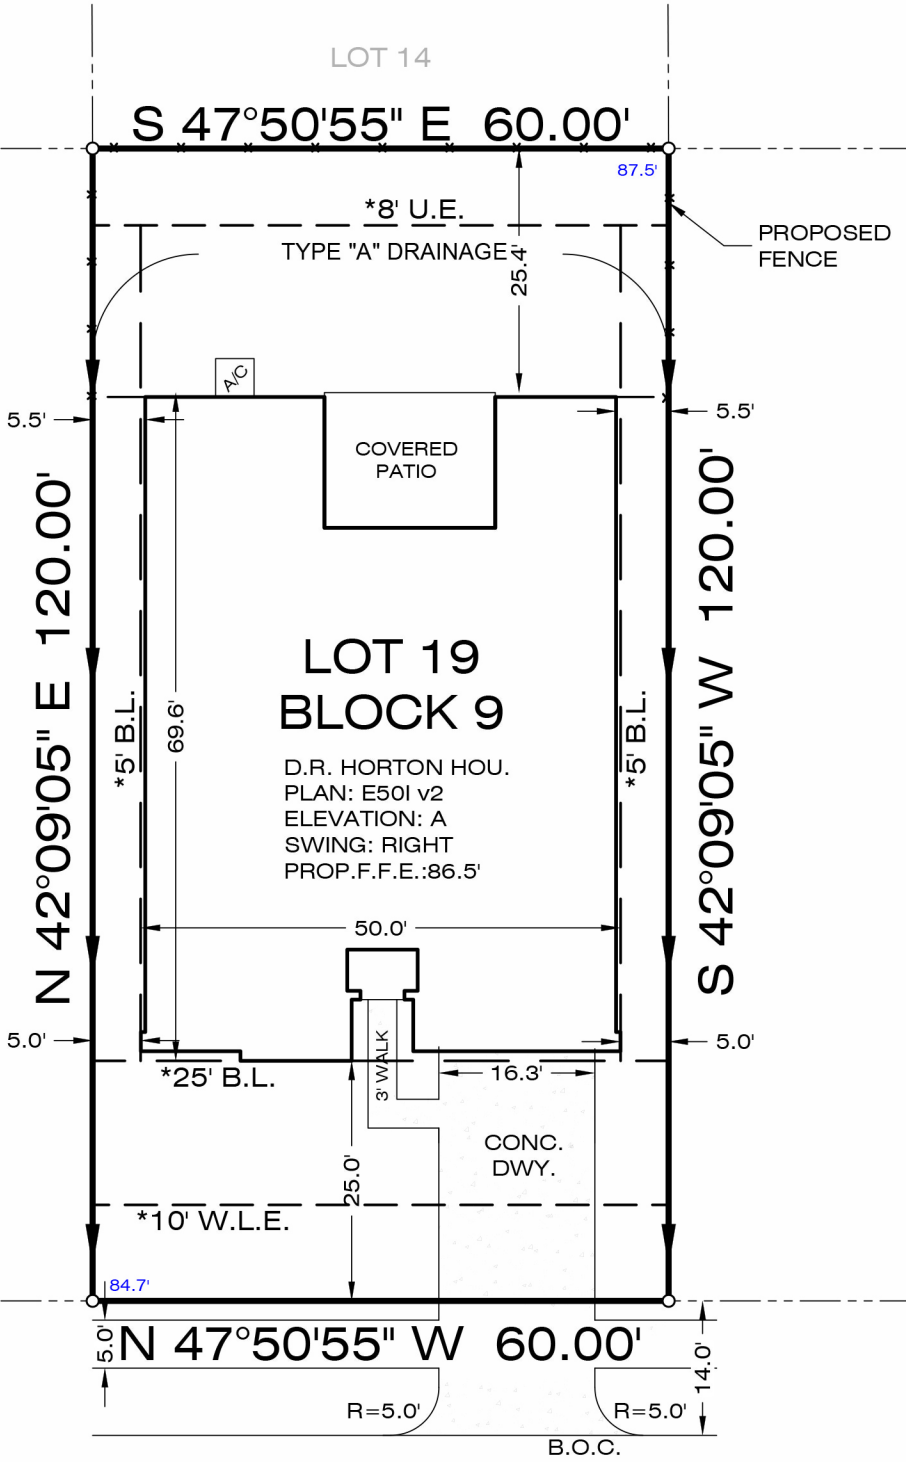 LOT 14
S 47°50'55" E 60.00'
87.5'
*8' U.E.
PROPOSED
FENCE
TYPE "A" DRAINAGE
25.4'
A/C
5.5'
5.5'
COVERED
PATIO
N 42°09'05" E 120.00'
S 42°09'05" W 120.00'
LOT 19
BLOCK 9
*5' B.L.
69.6'
*5' B.L.
D.R. HORTON HOU.
PLAN: E50I v2
ELEVATION: A
SWING: RIGHT
PROP.F.F.E.:86.5'
50.0'
5.0'
5.0'
3' WALK
*25' B.L.
16.3'
CONC.
DWY.
25.0'
*10' W.L.E.
84.7'
5.0'
N 47°50'55" W 60.00'
14.0'
R=5.0'
R=5.0'
B.O.C.